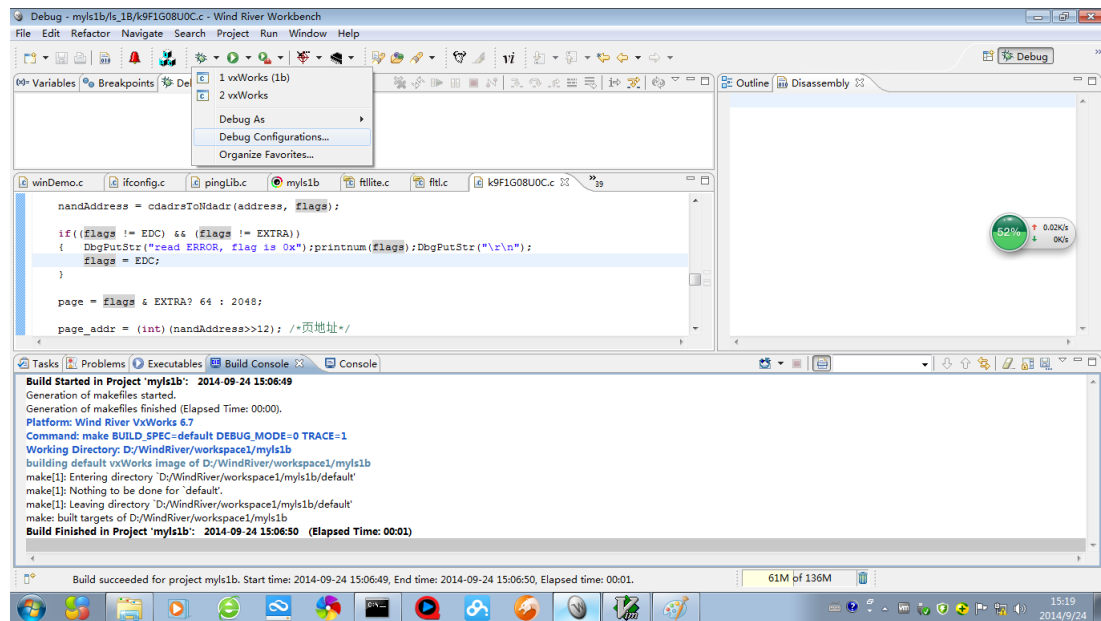 Debug - myls1b/ls_1B/k9F1G08U0C.c - Wind River Workbench
File Edit Refactor Navigate Search Project Run Window Help
Debug
Variables Breakpoints De
Outline Disassembly
1 vxWorks (1b)
2 vxWorks
Debug As
Debug Configurations...
Organize Favorites...
winDemo.c ifconfig.c pingLib.c myls1b ftllite.c fltl.c k9F1G08U0C.c 39
nandAddress = cdadrsToNdadr(address, flags);
if((flags != EDC) && (flags != EXTRA))
{ DbgPutStr("read ERROR, flag is 0x");printnum(flags);DbgPutStr("\r\n");
flags = EDC;
}
page = flags & EXTRA? 64 : 2048;
page_addr = (int)(nandAddress>>12); /*页地址*/
52%
0.02K/s
0K/s
Tasks Problems Executables Build Console Console
Build Started in Project 'myls1b': 2014-09-24 15:06:49
Generation of makefiles started.
Generation of makefiles finished (Elapsed Time: 00:00).
Platform: Wind River VxWorks 6.7
Command: make BUILD_SPEC=default DEBUG_MODE=0 TRACE=1
Working Directory: D:/WindRiver/workspace1/myls1b
building default vxWorks image of D:/WindRiver/workspace1/myls1b
make[1]: Entering directory `D:/WindRiver/workspace1/myls1b/default'
make[1]: Nothing to be done for `default'.
make[1]: Leaving directory `D:/WindRiver/workspace1/myls1b/default'
make: built targets of D:/WindRiver/workspace1/myls1b
Build Finished in Project 'myls1b': 2014-09-24 15:06:50 (Elapsed Time: 00:01)
Build succeeded for project myls1b. Start time: 2014-09-24 15:06:49, End time: 2014-09-24 15:06:50, Elapsed time: 00:01.
61M of 136M
15:19
2014/9/24